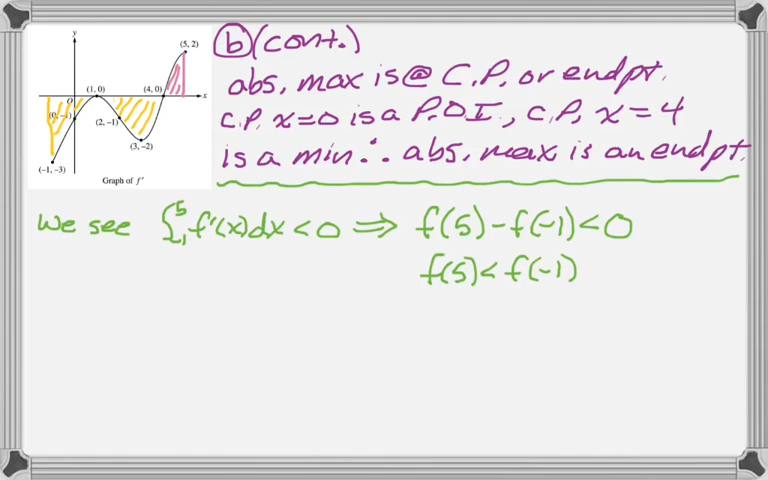 y
(5, 2)
(1, 0)
(4, 0)
O
x
(2, -1)
(3, -2)
(-1, -3)
Graph of f'
b (cont.)
abs, max is @ C.P. or endpt.
C.P. x=0 is a P.O.I., C.P, x=4
is a min ∴ abs, max is an endpt.
We see ∫₋₁⁵ f'(x)dx < 0 ⟹ f(5) - f(-1) < 0
f(5) < f(-1)